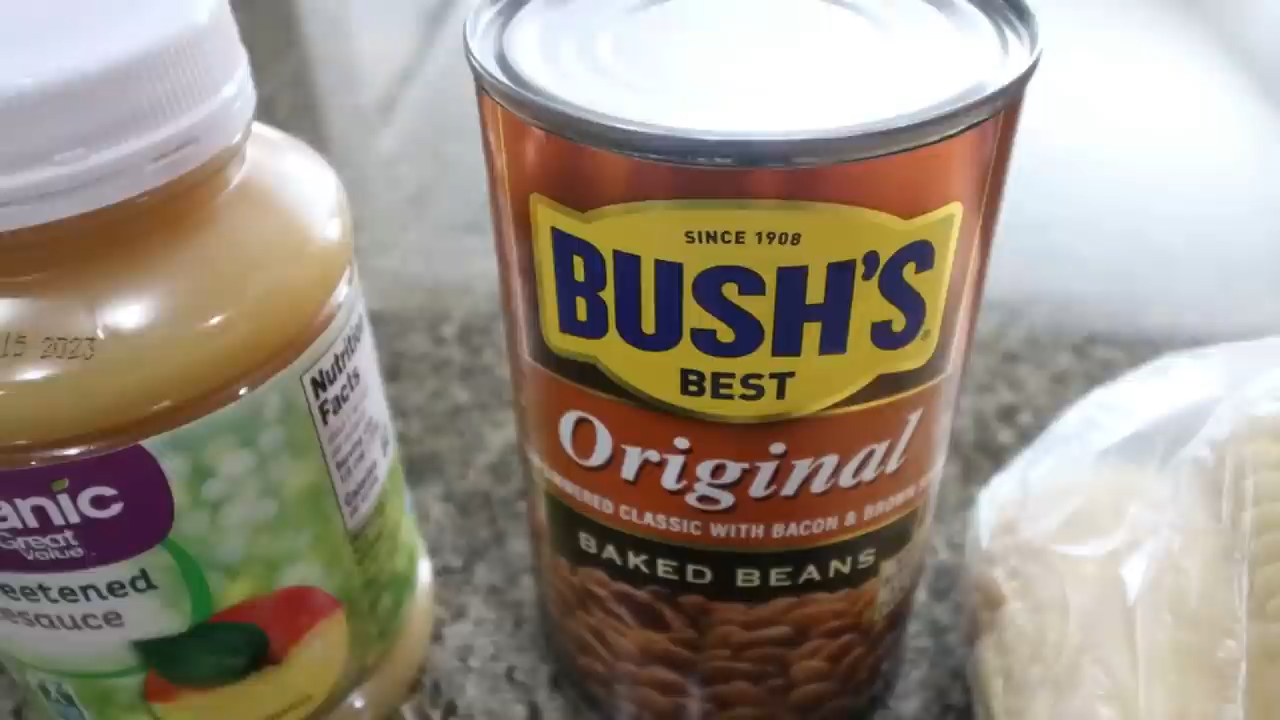 15 2023
Nutrition
Facts
anic
Great
Value
eetened
esauce
SINCE 1908
BUSH'S
BEST
Original
MMERED CLASSIC WITH BACON & BROWN S
BAKED BEANS